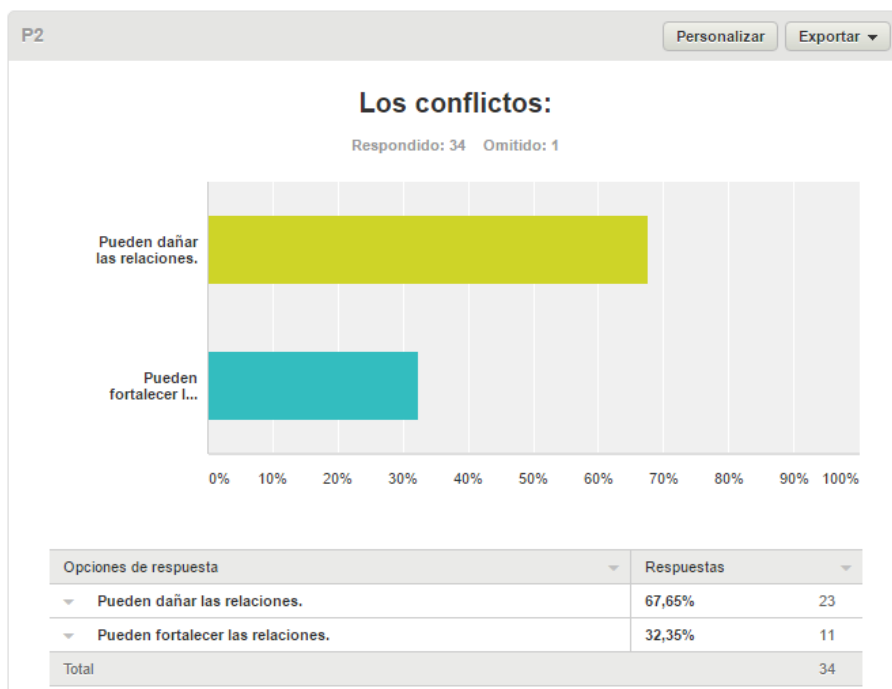 P2
Personalizar
Exportar
Los conflictos:
Respondido: 34 Omitido: 1
Pueden dañar
las relaciones.
Pueden
fortalecer l...
0% 10% 20% 30% 40% 50% 60% 70% 80% 90% 100%
Opciones de respuesta Respuestas
Pueden dañar las relaciones. 67,65% 23
Pueden fortalecer las relaciones. 32,35% 11
Total 34